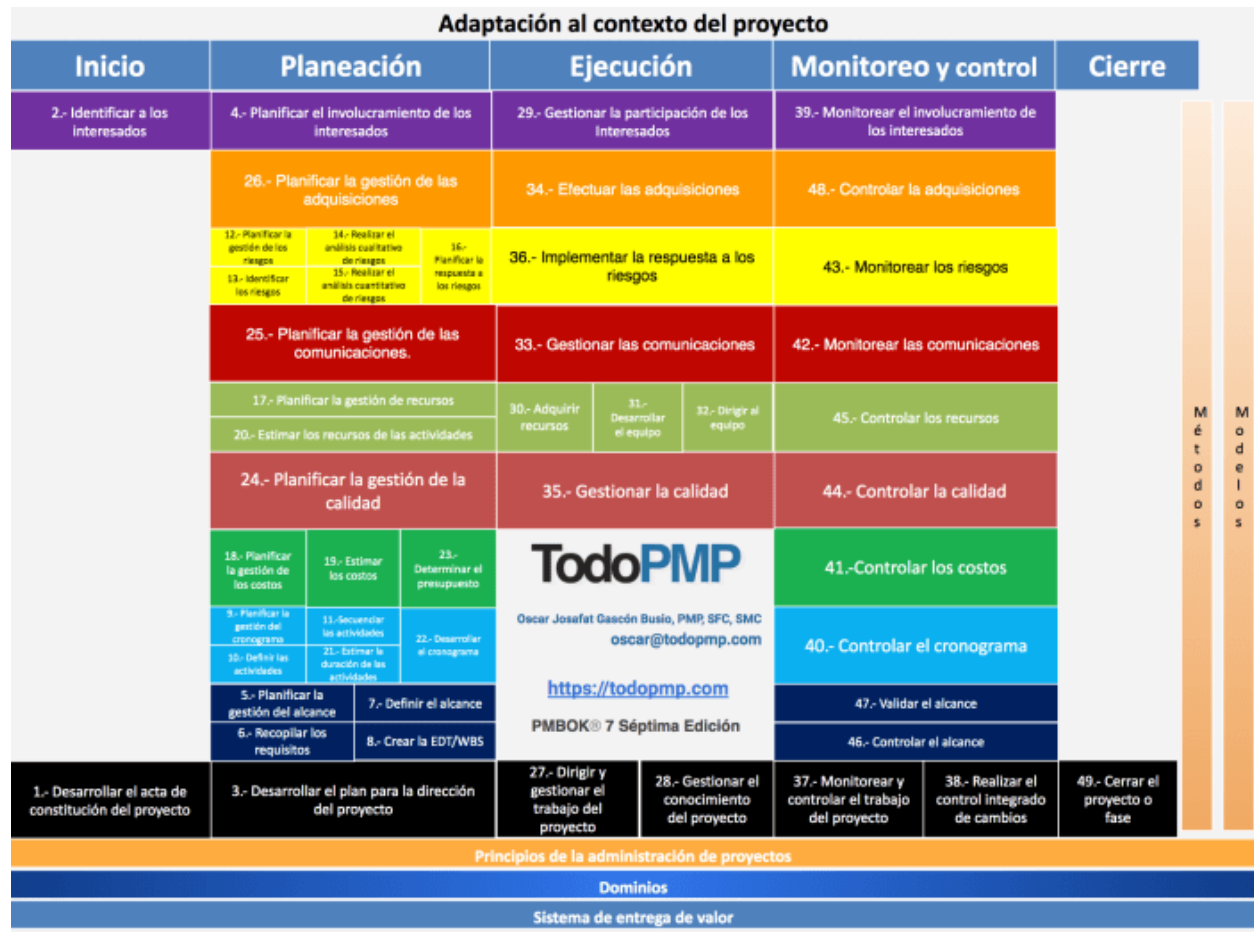 Adaptación al contexto del proyecto
Inicio
Planeación
Ejecución
Monitoreo y control
Cierre
2.- Identificar a los
interesados
4.- Planificar el involucramiento de los
interesados
29.- Gestionar la participación de los
Interesados
39.- Monitorear el involucramiento de
los interesados
26.- Planificar la gestión de las
adquisiciones
34.- Efectuar las adquisiciones
48.- Controlar la adquisiciones
12.- Planificar la
gestión de los
riesgos
13.- Identificar
los riesgos
14.- Realizar el
análisis cualitativo
de riesgos
15.- Realizar el
análisis cuantitativo
de riesgos
16.-
Planificar la
respuesta a
los riesgos
36.- Implementar la respuesta a los
riesgos
43.- Monitorear los riesgos
25.- Planificar la gestión de las
comunicaciones.
33.- Gestionar las comunicaciones
42.- Monitorear las comunicaciones
17.- Planificar la gestión de recursos
20.- Estimar los recursos de las actividades
30.- Adquirir
recursos
31.-
Desarrollar
el equipo
32.- Dirigir al
equipo
45.- Controlar los recursos
24.- Planificar la gestión de la
calidad
35.- Gestionar la calidad
44.- Controlar la calidad
18.- Planificar
la gestión de
los costos
19.- Estimar
los costos
23.-
Determinar el
presupuesto
41.-Controlar los costos
9.- Planificar la
gestión del
cronograma
10.- Definir las
actividades
11.-Secuenciar
las actividades
21.- Estimar la
duración de las
actividades
22.- Desarrollar
el cronograma
40.- Controlar el cronograma
TodoPMP
Oscar Josafat Gascón Busio, PMP, SFC, SMC
oscar@todopmp.com
https://todopmp.com
PMBOK® 7 Séptima Edición
5.- Planificar la
gestión del alcance
7.- Definir el alcance
6.- Recopilar los
requisitos
8.- Crear la EDT/WBS
47.- Validar el alcance
46.- Controlar el alcance
1.- Desarrollar el acta de
constitución del proyecto
3.- Desarrollar el plan para la dirección
del proyecto
27.- Dirigir y
gestionar el
trabajo del
proyecto
28.- Gestionar el
conocimiento
del proyecto
37.- Monitorear y
controlar el trabajo
del proyecto
38.- Realizar el
control integrado
de cambios
49.- Cerrar el
proyecto o
fase
Métodos
Modelos
Principios de la administración de proyectos
Dominios
Sistema de entrega de valor